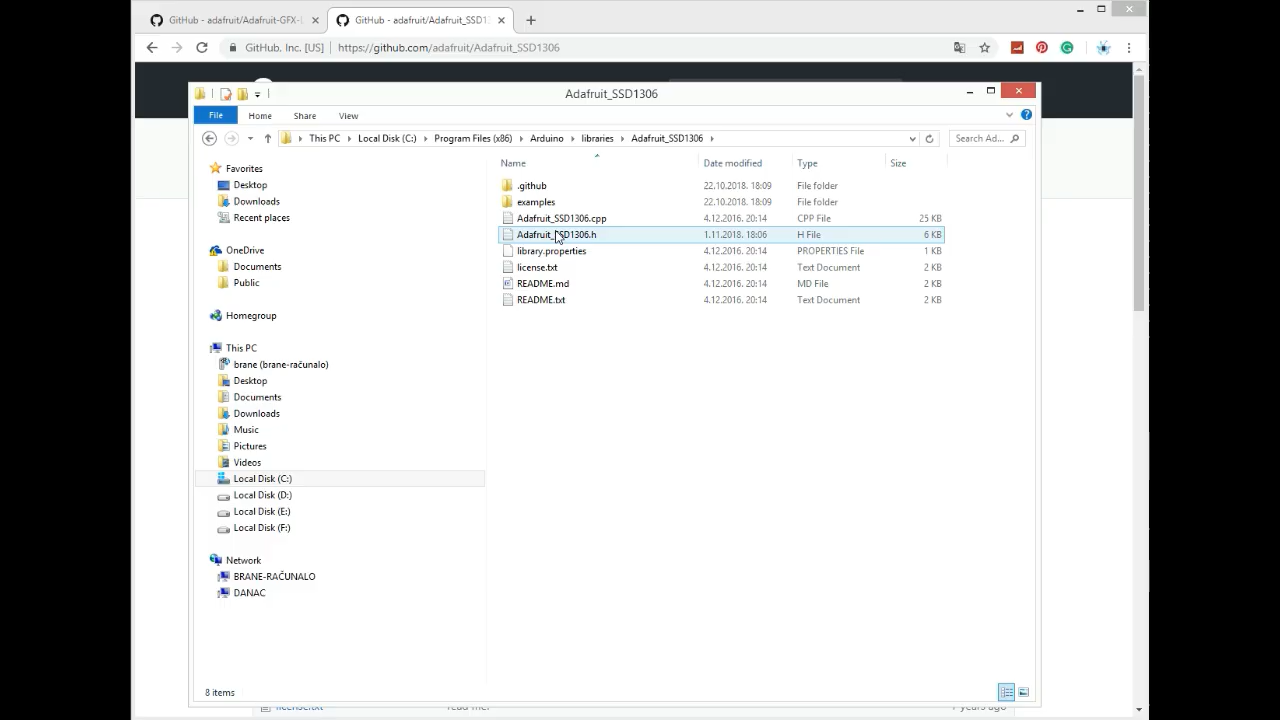 GitHub - adafruit/Adafruit-GFX-L
GitHub - adafruit/Adafruit_SSD1
GitHub, Inc. [US] | https://github.com/adafruit/Adafruit_SSD1306
Adafruit_SSD1306
File Home Share View
This PC Local Disk (C:) Program Files (x86) Arduino libraries Adafruit_SSD1306
Search Ad...
Name Date modified Type Size
.github 22.10.2018. 18:09 File folder
examples 22.10.2018. 18:09 File folder
Adafruit_SSD1306.cpp 4.12.2016. 20:14 CPP File 25 KB
Adafruit_SSD1306.h 1.11.2018. 18:06 H File 6 KB
library.properties 4.12.2016. 20:14 PROPERTIES File 1 KB
license.txt 4.12.2016. 20:14 Text Document 2 KB
README.md 4.12.2016. 20:14 MD File 2 KB
README.txt 4.12.2016. 20:14 Text Document 2 KB
Favorites
Desktop
Downloads
Recent places
OneDrive
Documents
Public
Homegroup
This PC
brane (brane-računalo)
Desktop
Documents
Downloads
Music
Pictures
Videos
Local Disk (C:)
Local Disk (D:)
Local Disk (E:)
Local Disk (F:)
Network
BRANE-RAČUNALO
DANAC
8 items